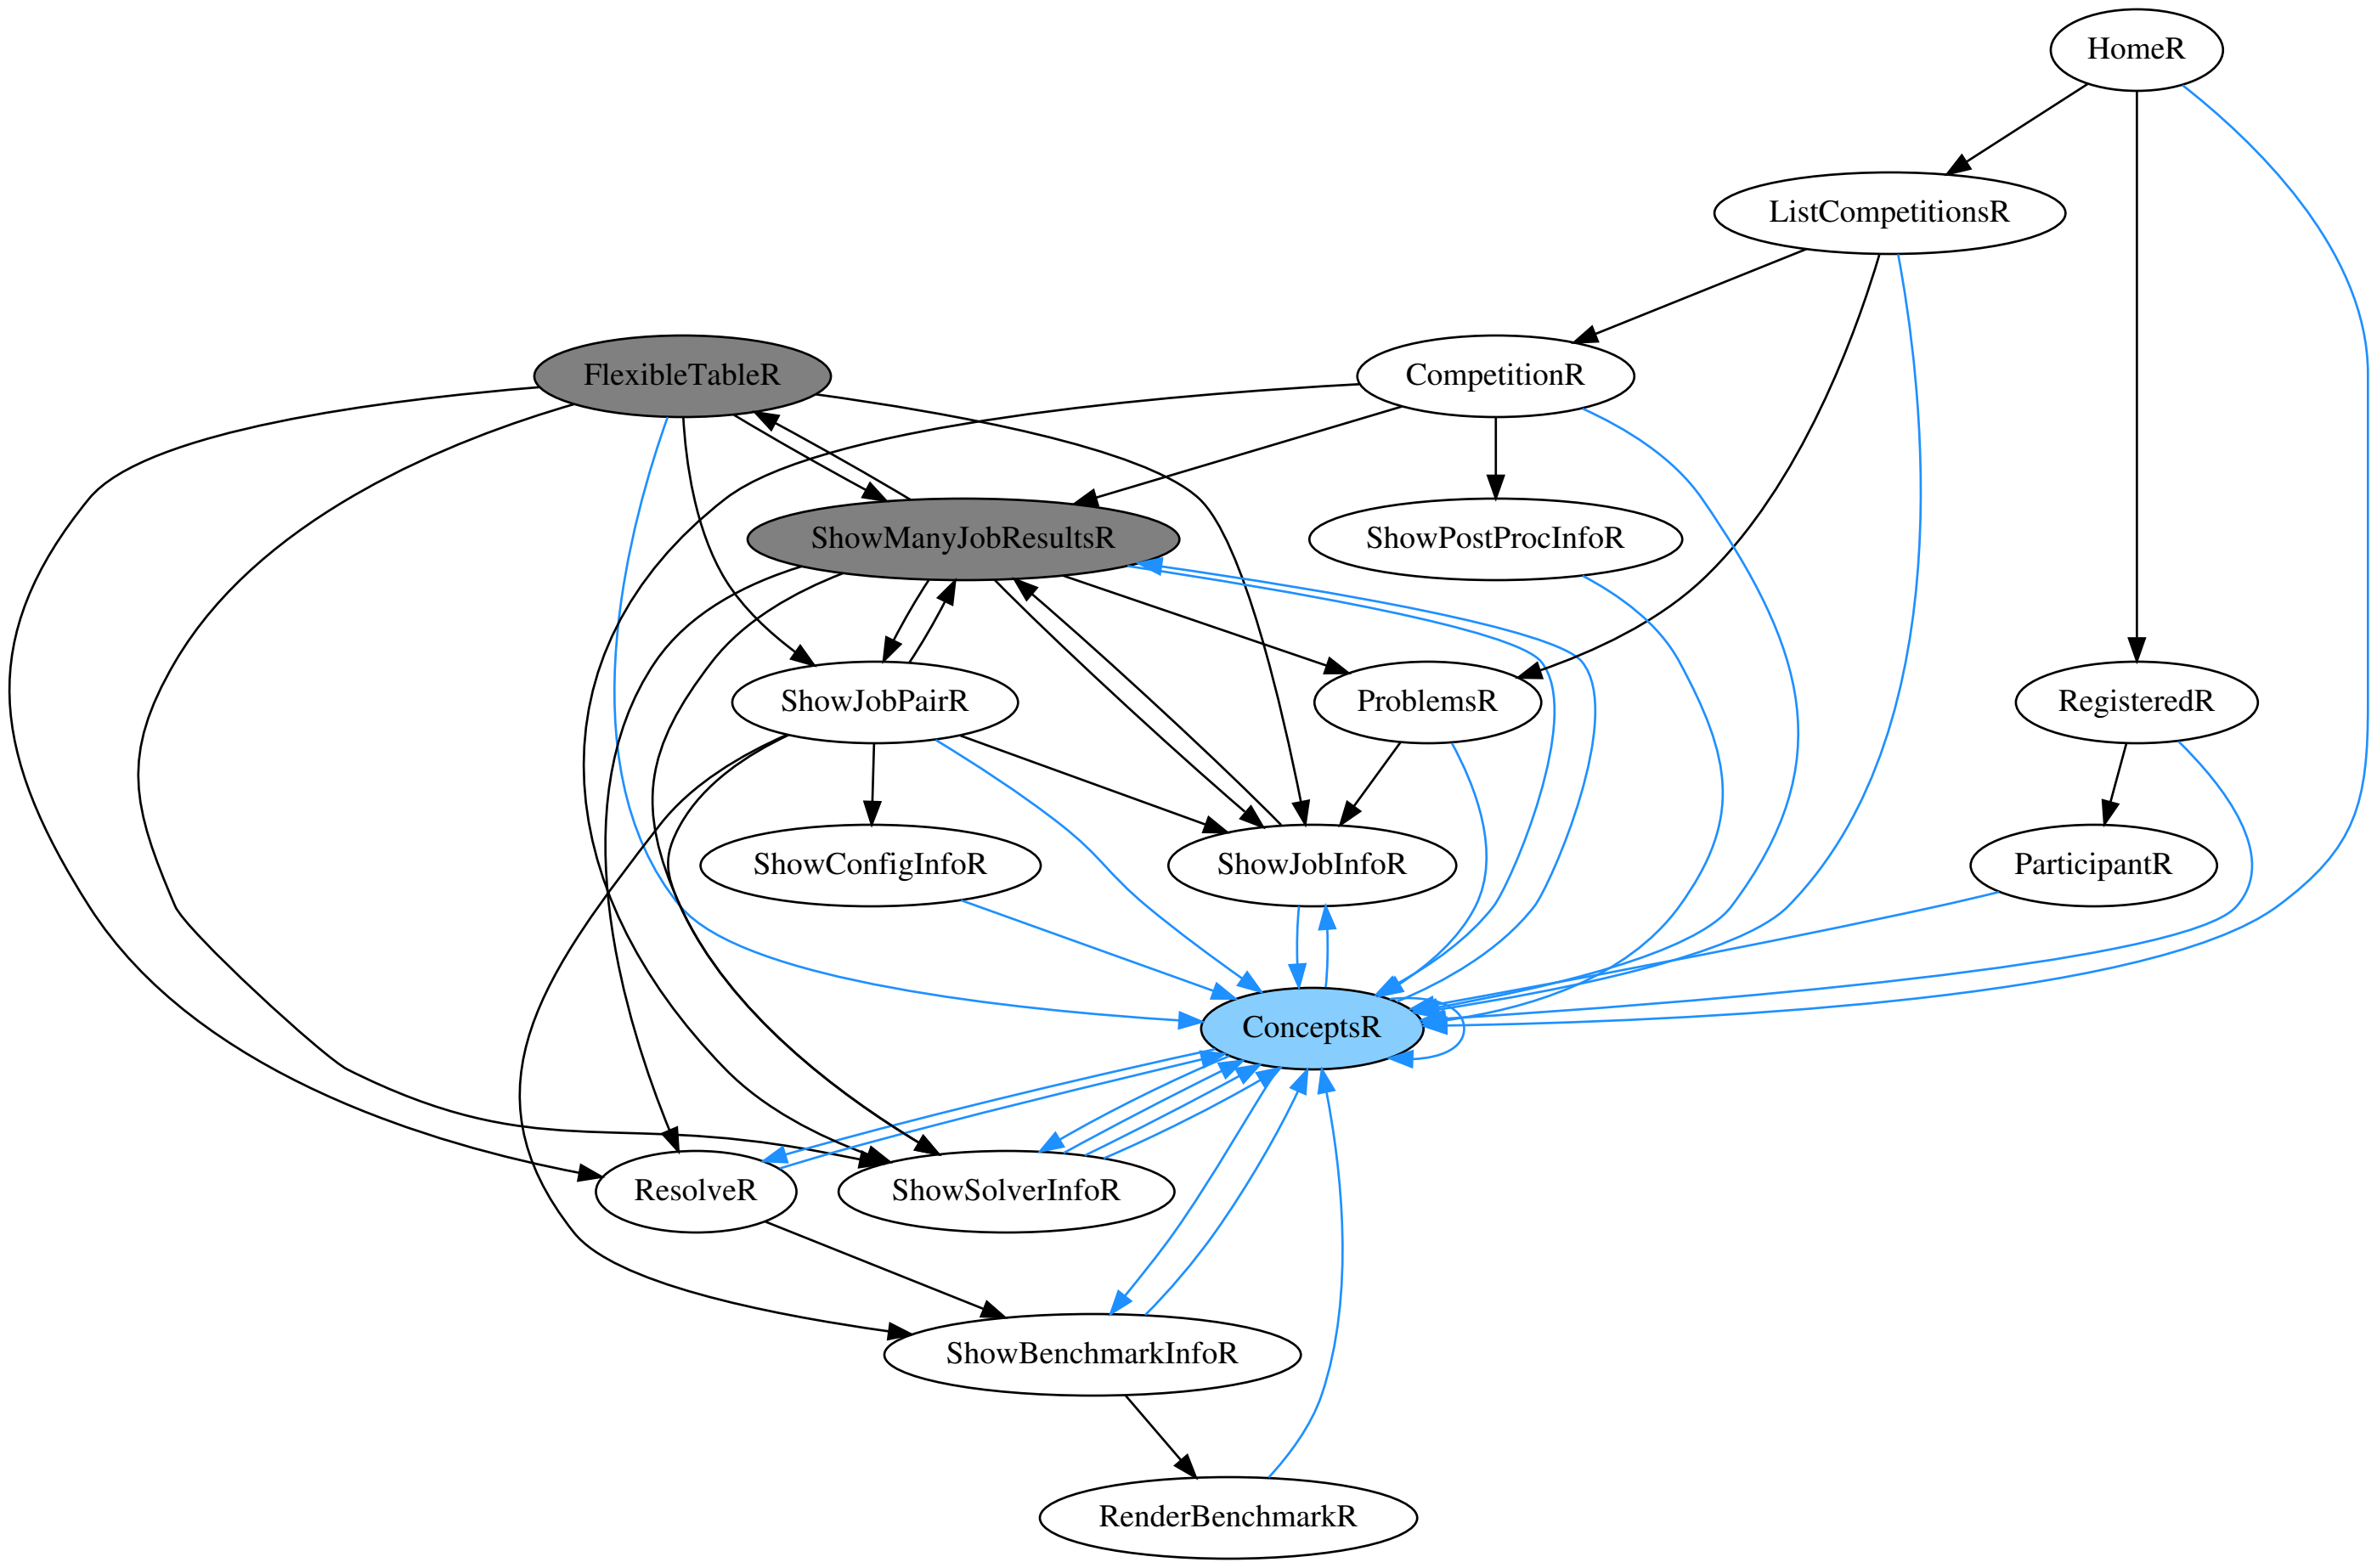 HomeR
ListCompetitionsR
FlexibleTableR
CompetitionR
ShowManyJobResultsR
ShowPostProcInfoR
ShowJobPairR
ProblemsR
RegisteredR
ShowConfigInfoR
ShowJobInfoR
ParticipantR
ConceptsR
ResolveR
ShowSolverInfoR
ShowBenchmarkInfoR
RenderBenchmarkR